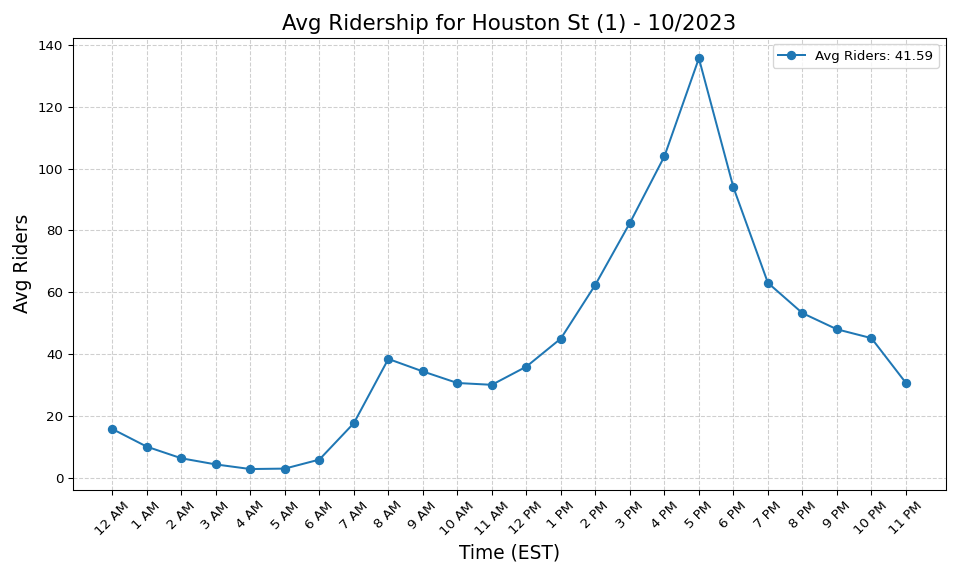 Avg Ridership for Houston St (1) - 10/2023
Avg Riders: 41.59
Avg Riders
140
120
100
80
60
40
20
0
12 AM
1 AM
2 AM
3 AM
4 AM
5 AM
6 AM
7 AM
8 AM
9 AM
10 AM
11 AM
12 PM
1 PM
2 PM
3 PM
4 PM
5 PM
6 PM
7 PM
8 PM
9 PM
10 PM
11 PM
Time (EST)